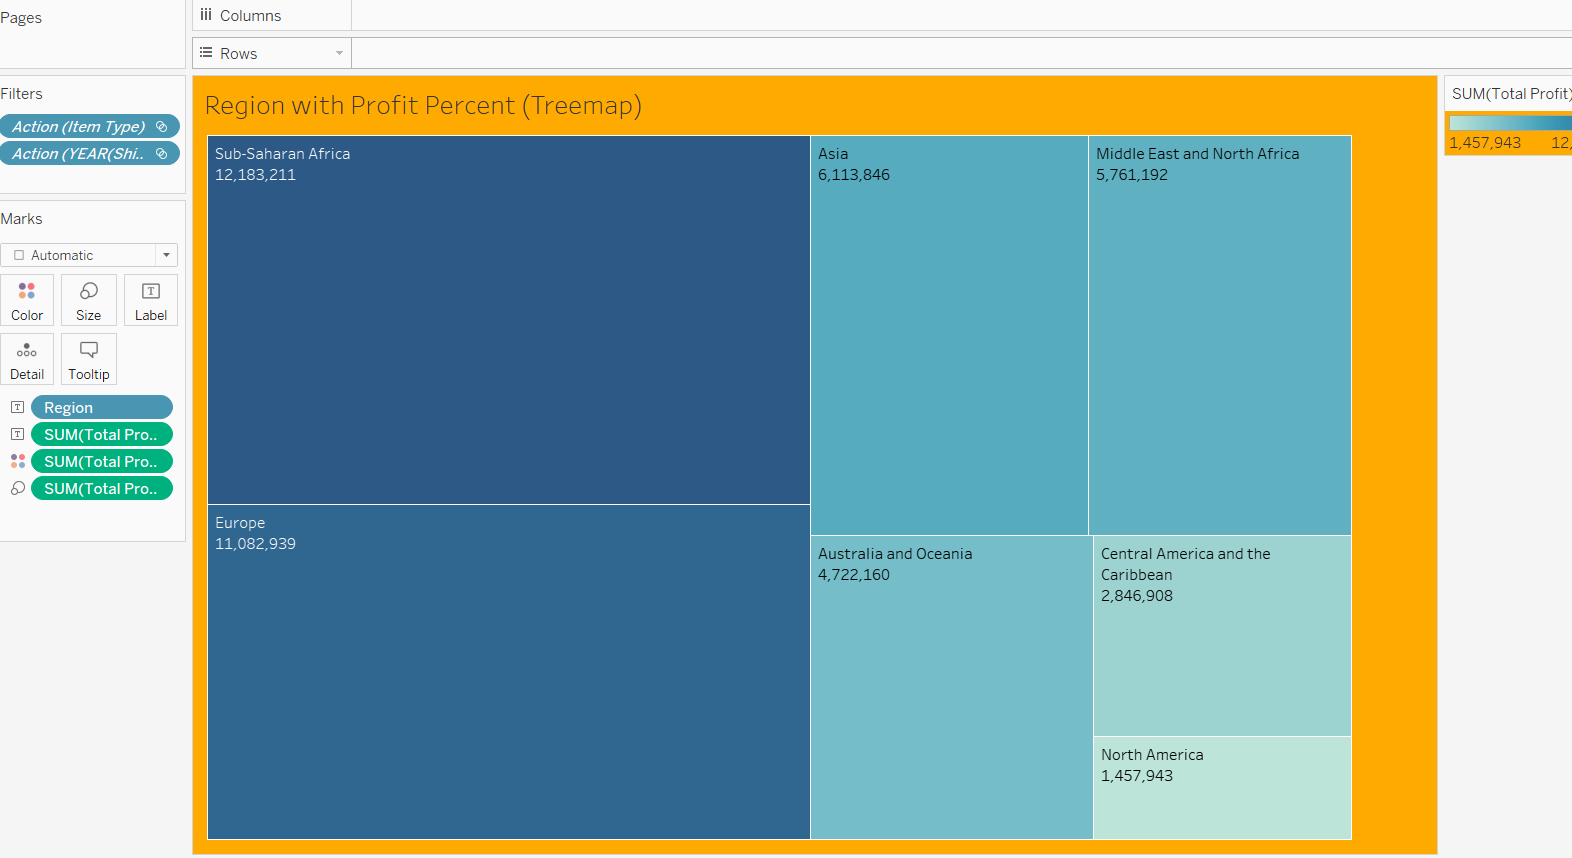 Pages
Columns
Rows
Filters
Action (Item Type)
Action (YEAR(Shi..
Marks
Automatic
Color
Size
Label
Detail
Tooltip
Region
SUM(Total Pro..
SUM(Total Pro..
SUM(Total Pro..
Region with Profit Percent (Treemap)
Sub-Saharan Africa
12,183,211
Europe
11,082,939
Asia
6,113,846
Middle East and North Africa
5,761,192
Australia and Oceania
4,722,160
Central America and the
Caribbean
2,846,908
North America
1,457,943
SUM(Total Profit)
1,457,943 12,